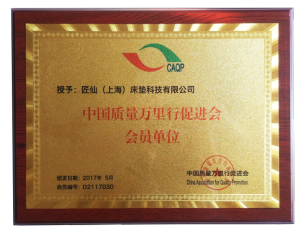 CAQP
授予：匠仙（上海）床垫科技有限公司
中国质量万里行促进会
会员单位
颁发日期：2017年 5月
会员编号：D2117030
中国质量万里行促进会
China Association for Quality Promotion